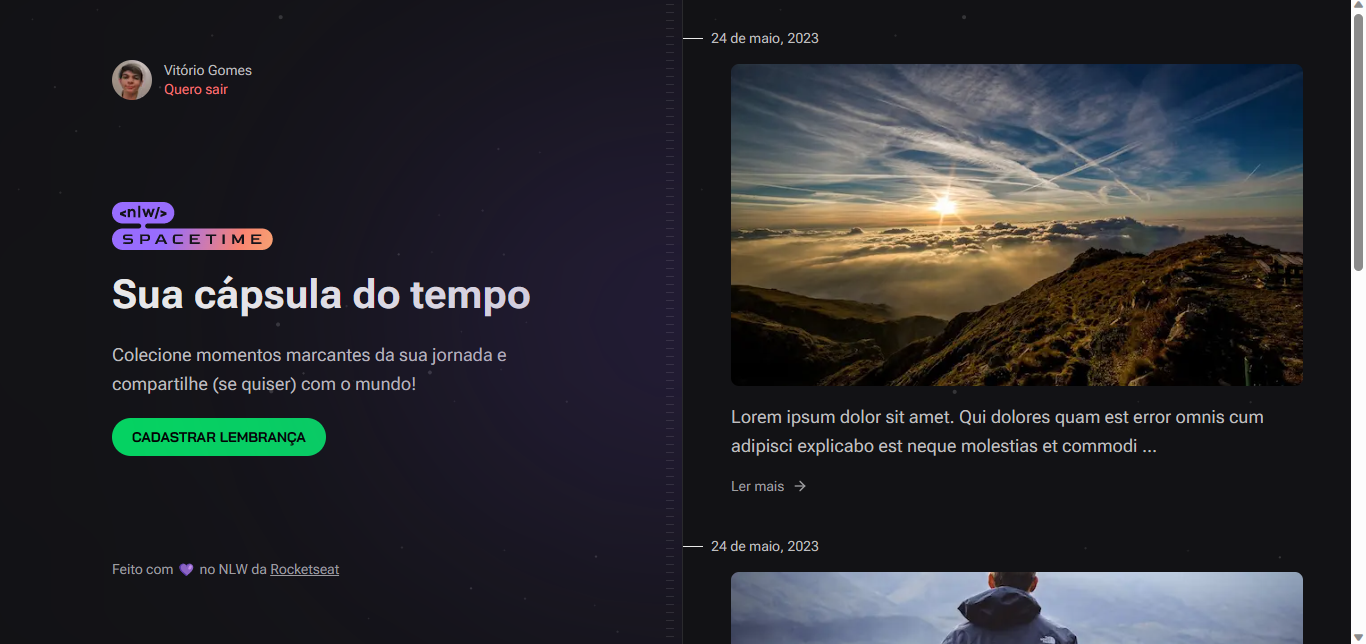 Vitório Gomes
Quero sair
<nlw/>
SPACETIME
Sua cápsula do tempo
Colecione momentos marcantes da sua jornada e
compartilhe (se quiser) com o mundo!
CADASTRAR LEMBRANÇA
Feito com 💜 no NLW da Rocketseat
24 de maio, 2023
Lorem ipsum dolor sit amet. Qui dolores quam est error omnis cum
adipisci explicabo est neque molestias et commodi ...
Ler mais →
24 de maio, 2023